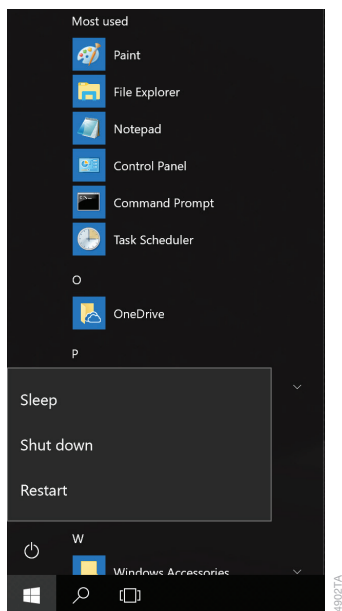 Most used
Paint
File Explorer
Notepad
Control Panel
Command Prompt
Task Scheduler
O
OneDrive
P
Sleep
Shut down
Restart
W
Windows Accessories
4902TA